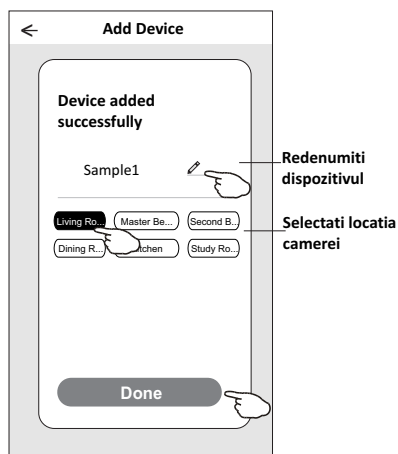 Add Device
Device added
successfully
Sample1
Redenumiti
dispozitivul
Living Ro...
Master Be...
Second B...
Selectati locatia
camerei
Dining R...
Study Ro...
Done